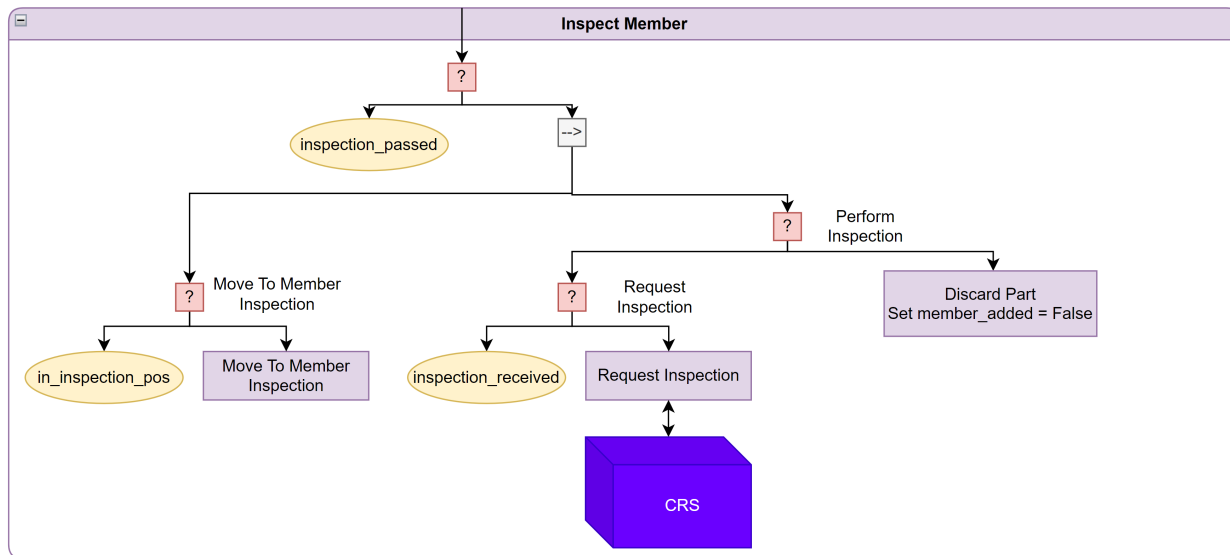 Inspect Member
?
inspection_passed
-->
?
Perform
Inspection
?
Move To Member
Inspection
?
Request
Inspection
Discard Part
Set member_added = False
in_inspection_pos
Move To Member
Inspection
inspection_received
Request Inspection
CRS